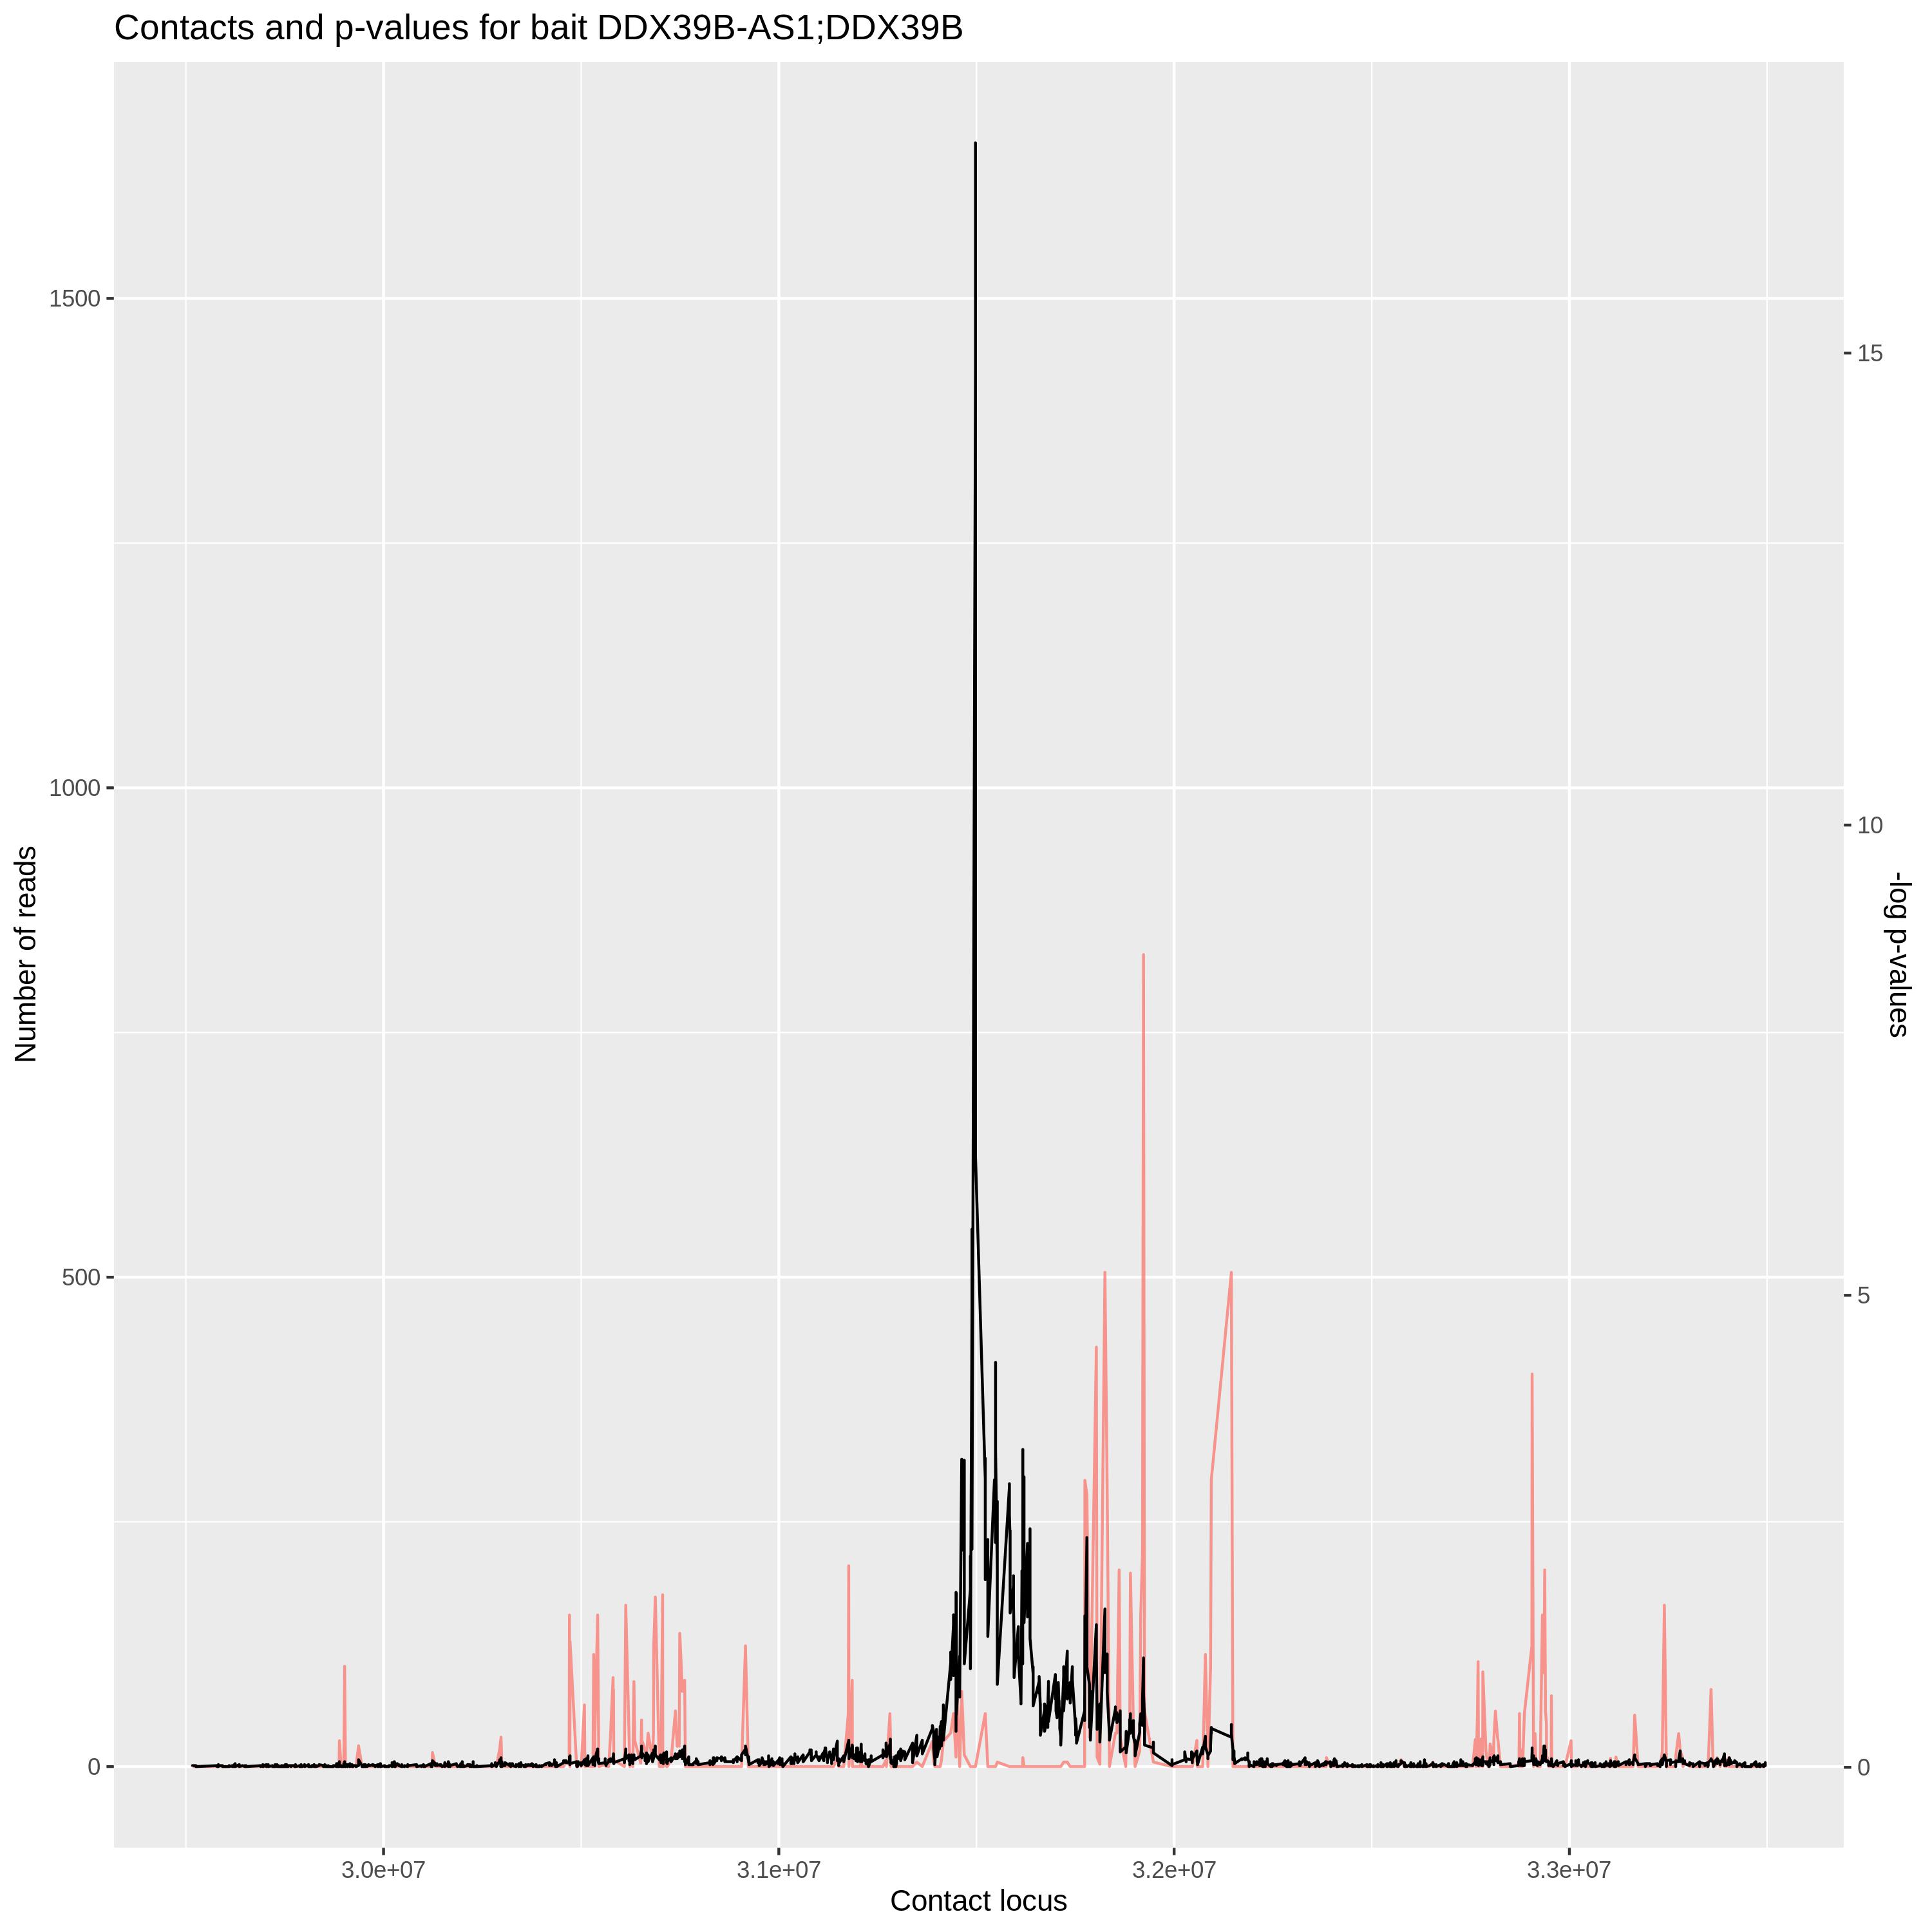 Contacts and p-values for bait DDX39B-AS1;DDX39B
Number of reads
1500
1000
500
0
15
10
5
0
-log p-values
3.0e+07
3.1e+07
3.2e+07
3.3e+07
Contact locus